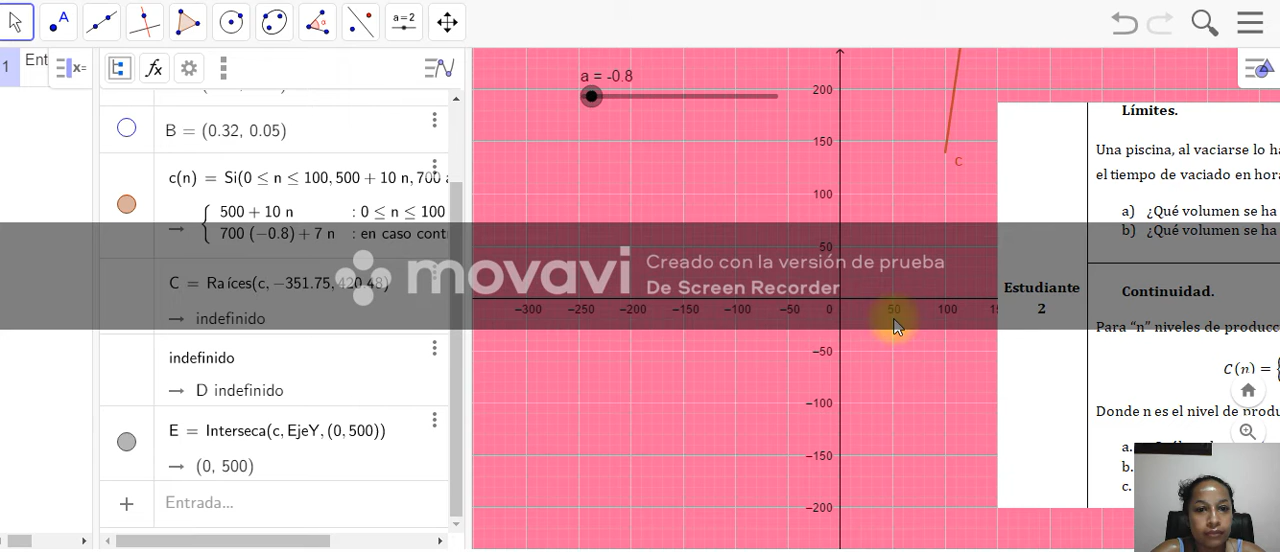 a=2
1
Ent
x=
fx
B = (0.32, 0.05)
c(n) = Si(0 ≤ n ≤ 100, 500 + 10 n, 700 a
→ { 500 + 10 n : 0 ≤ n ≤ 100
700 (−0.8) + 7 n : en caso cont
C = Raíces(c, −351.75, 420.48)
→ indefinido
indefinido
→ D indefinido
E = Interseca(c, EjeY, (0, 500))
→ (0, 500)
+ Entrada...
a = -0.8
200
150
100
50
−300 −250 −200 −150 −100 −50 0 50 100
−50
−100
−150
−200
C
movavi
Creado con la versión de prueba
De Screen Recorder
Límites.
Una piscina, al vaciarse lo ha
el tiempo de vaciado en hora
a) ¿Qué volumen se ha
b) ¿Qué volumen se ha
Estudiante
2
Continuidad.
Para “n” niveles de producc
C(n) = {
Donde n es el nivel de produ
a.
b.
c.